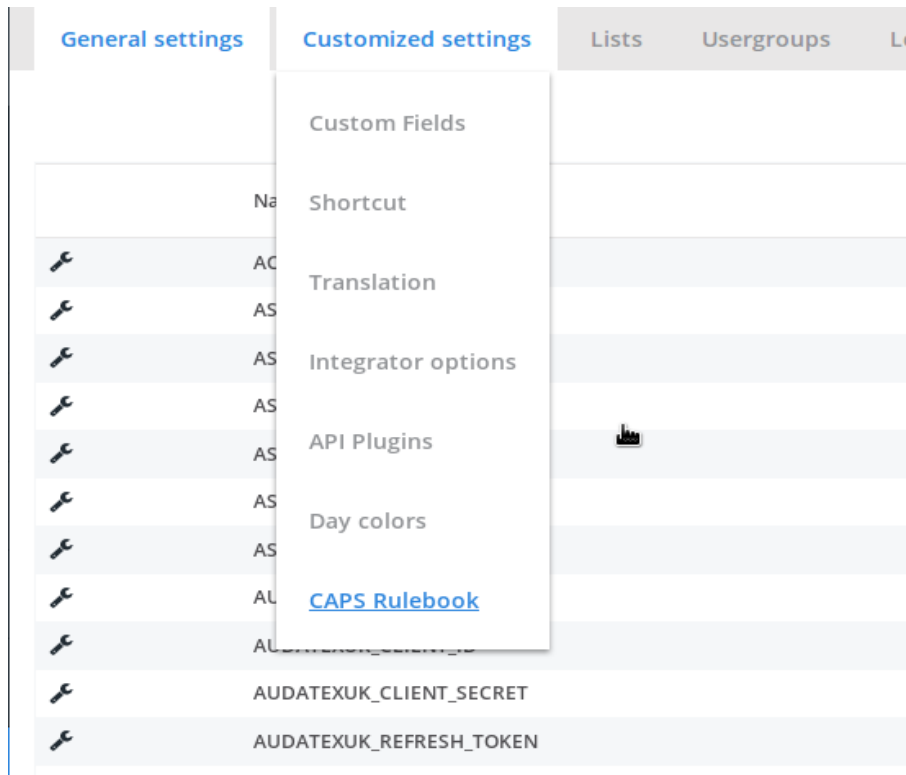 General settings
Customized settings
Lists
Usergroups
Custom Fields
Shortcut
Translation
Integrator options
API Plugins
Day colors
CAPS Rulebook
AUDATEXUK_CLIENT_ID
AUDATEXUK_CLIENT_SECRET
AUDATEXUK_REFRESH_TOKEN